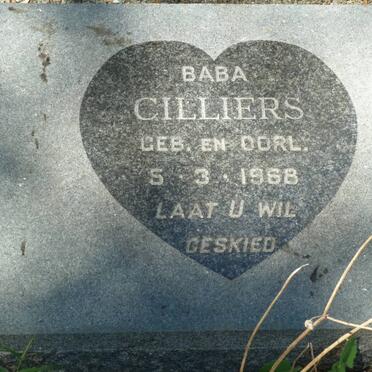 BABA
CILLIERS
GEB. EN OORL.
5 · 3 · 1968
LAAT U WIL
GESKIED